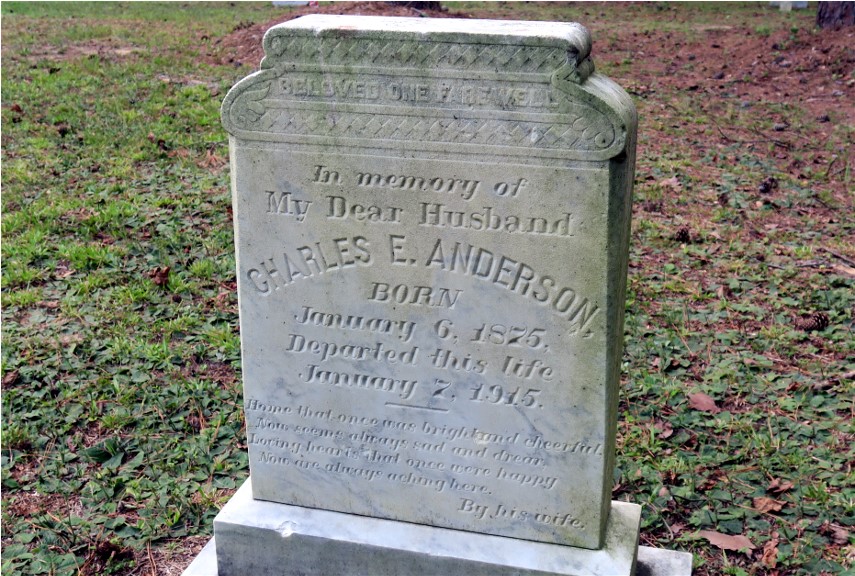 BELOVED ONE FAREWELL
In memory of
My Dear Husband
CHARLES E. ANDERSON,
BORN
January 6, 1875.
Departed this life
January 7, 1915.
Home that once was bright and cheerful,
Now seems always sad and drear,
Loving hearts that once were happy
Now are always aching here.
By his wife.